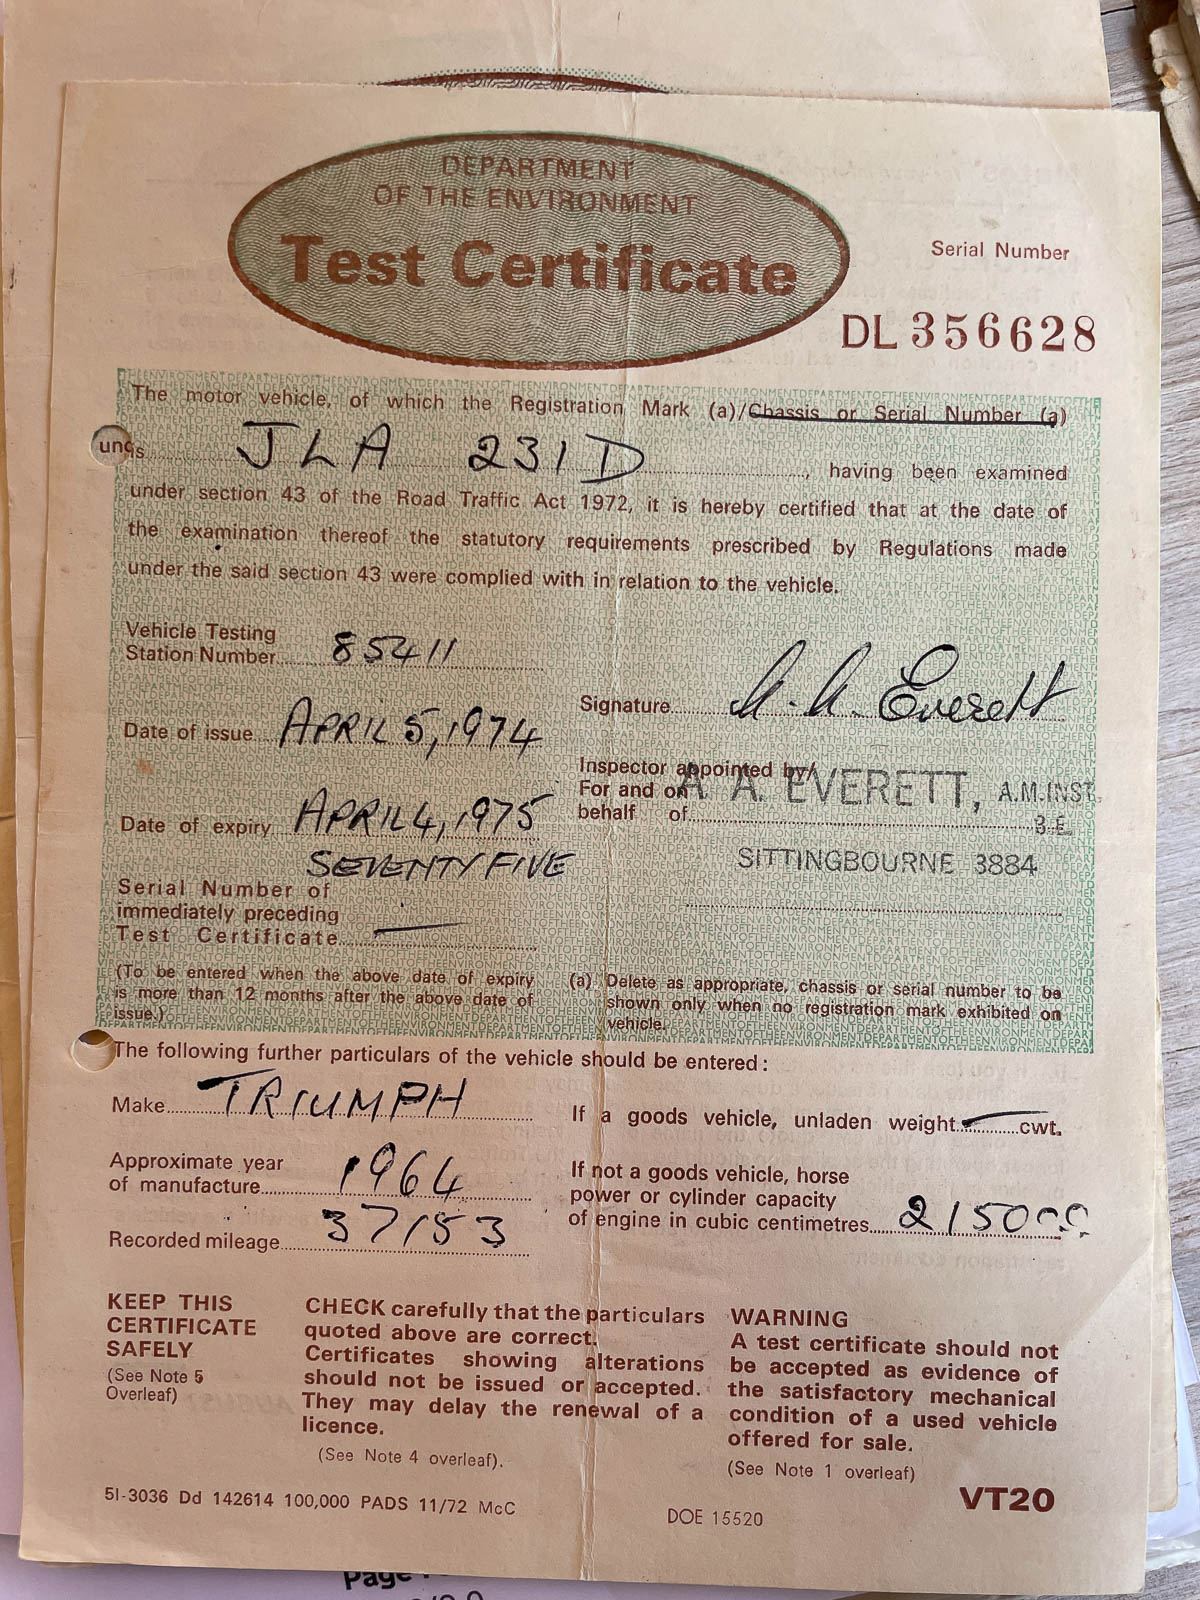 DEPARTMENT
OF THE ENVIRONMENT
Test Certificate
Serial Number
DL 356628
The motor vehicle, of which the Registration Mark (a)/Chassis or Serial Number (a)
is JLA 231D, having been examined
under section 43 of the Road Traffic Act 1972, it is hereby certified that at the date of
the examination thereof the statutory requirements prescribed by Regulations made
under the said section 43 were complied with in relation to the vehicle.
Vehicle Testing
Station Number 85411
Signature A. A. Everett
Date of issue APRIL 5, 1974
Inspector appointed by/
For and on
behalf of
A A. EVERETT, A.M.INST.
B.E
SITTINGBOURNE 3884
Date of expiry APRIL 4, 1975
SEVENTY FIVE
Serial Number of
immediately preceding
Test Certificate —
(To be entered when the above date of expiry
is more than 12 months after the above date of
issue.)
(a) Delete as appropriate, chassis or serial number to be
shown only when no registration mark exhibited on
vehicle.
The following further particulars of the vehicle should be entered:
Make TRIUMPH
If a goods vehicle, unladen weight — cwt.
Approximate year
of manufacture 1964
If not a goods vehicle, horse
power or cylinder capacity
of engine in cubic centimetres 2150cc
Recorded mileage 37153
KEEP THIS
CERTIFICATE
SAFELY
(See Note 5
Overleaf)
CHECK carefully that the particulars
quoted above are correct.
Certificates showing alterations
should not be issued or accepted.
They may delay the renewal of a
licence.
(See Note 4 overleaf).
WARNING
A test certificate should not
be accepted as evidence of
the satisfactory mechanical
condition of a used vehicle
offered for sale.
(See Note 1 overleaf)
51-3036 Dd 142614 100,000 PADS 11/72 McC
DOE 15520
VT20
Page